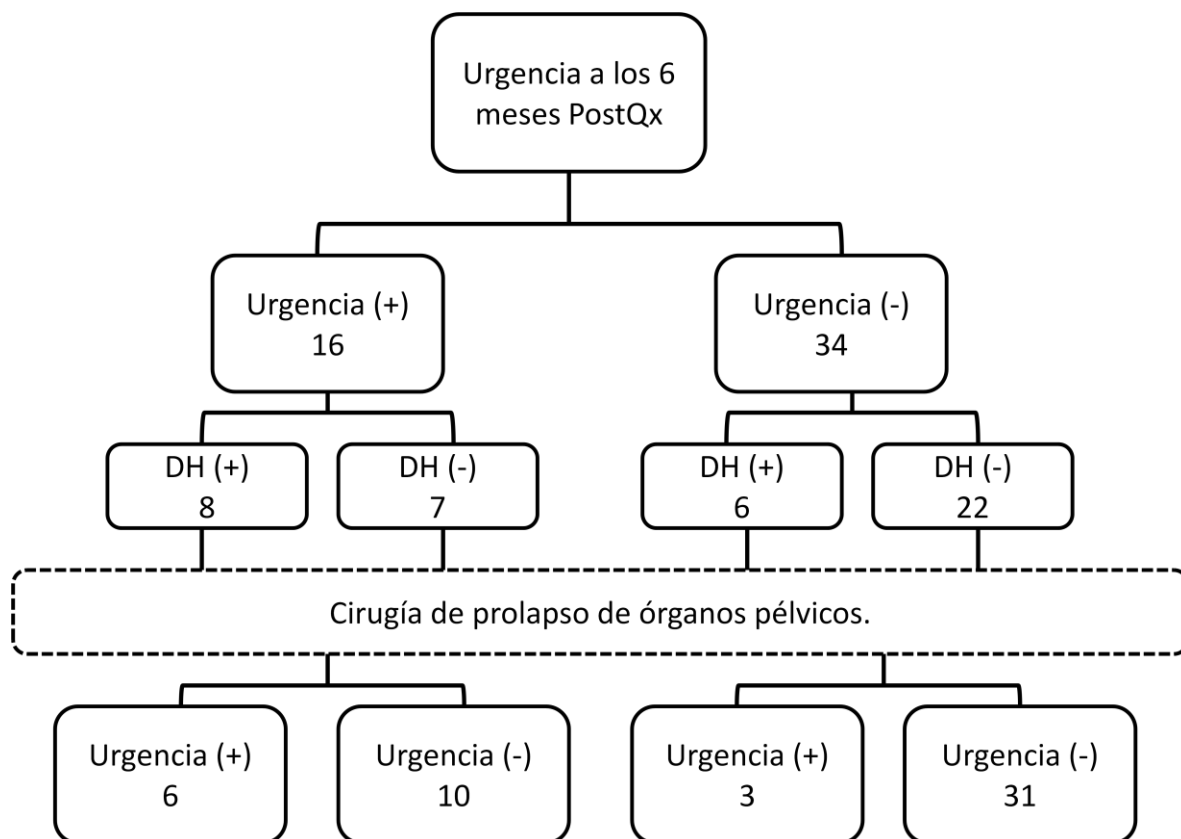 Urgencia a los 6
meses PostQx
Urgencia (+)
16
Urgencia (-)
34
DH (+)
8
DH (-)
7
DH (+)
6
DH (-)
22
Cirugía de prolapso de órganos pélvicos.
Urgencia (+)
6
Urgencia (-)
10
Urgencia (+)
3
Urgencia (-)
31